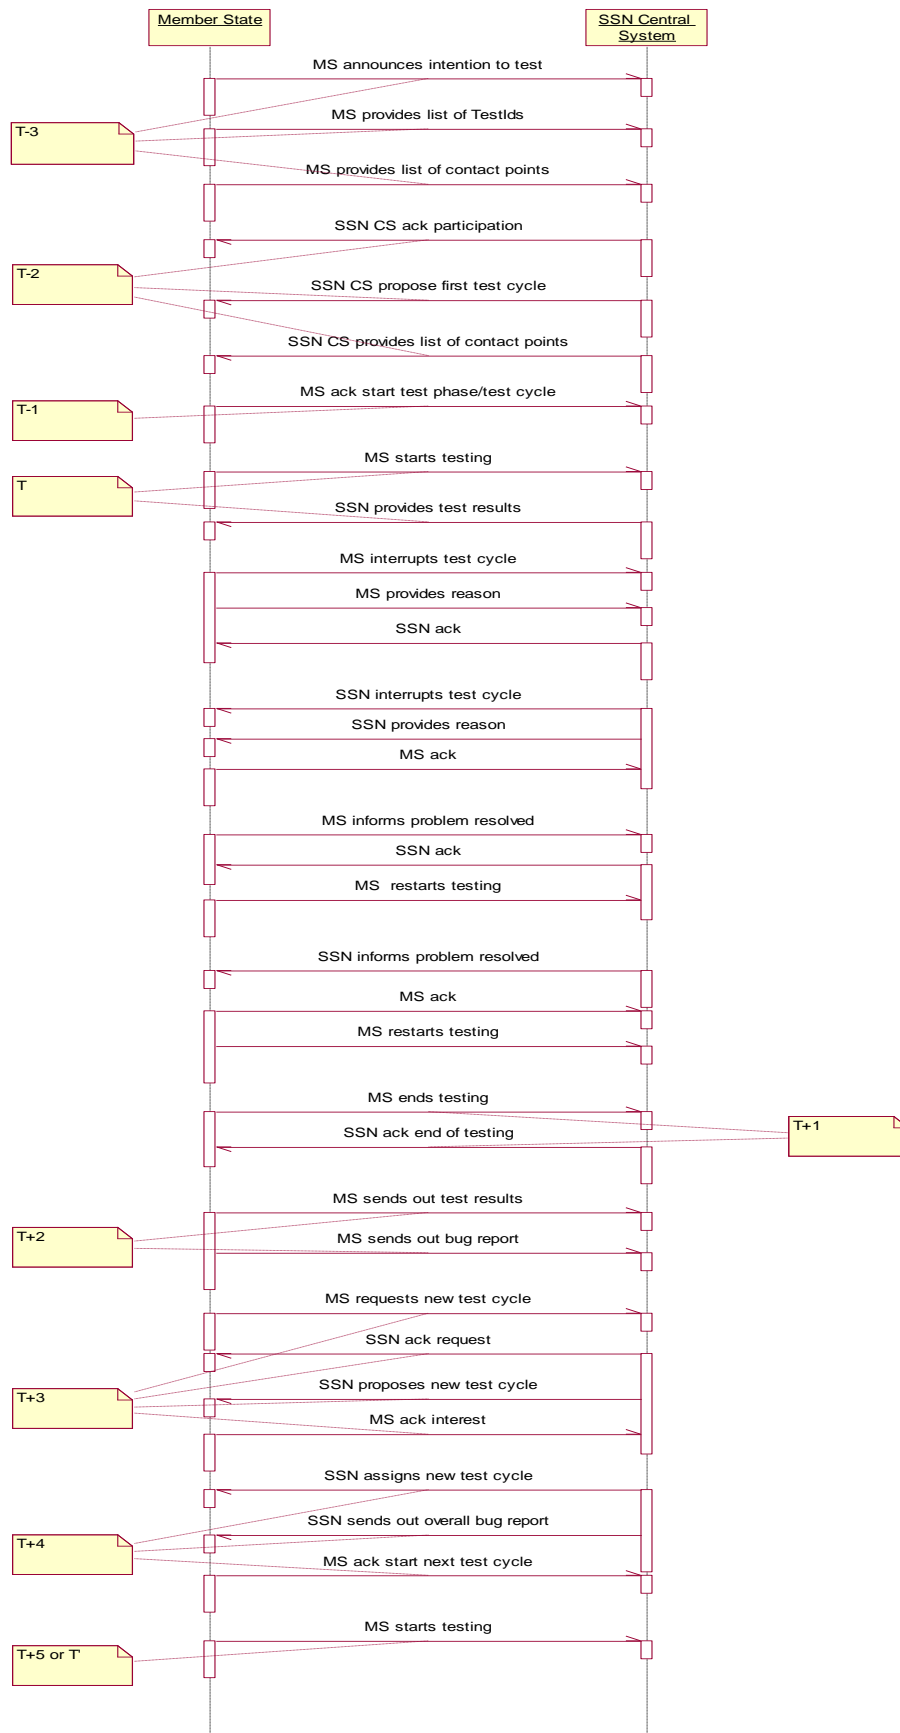 Member State
SSN Central
System
MS announces intention to test
MS provides list of TestIds
T-3
MS provides list of contact points
SSN CS ack participation
T-2
SSN CS propose first test cycle
SSN CS provides list of contact points
MS ack start test phase/test cycle
T-1
MS starts testing
T
SSN provides test results
MS interrupts test cycle
MS provides reason
SSN ack
SSN interrupts test cycle
SSN provides reason
MS ack
MS informs problem resolved
SSN ack
MS  restarts testing
SSN informs problem resolved
MS ack
MS restarts testing
MS ends testing
T+1
SSN ack end of testing
MS sends out test results
T+2
MS sends out bug report
MS requests new test cycle
SSN ack request
SSN proposes new test cycle
T+3
MS ack interest
SSN assigns new test cycle
SSN sends out overall bug report
T+4
MS ack start next test cycle
MS starts testing
T+5 or T'